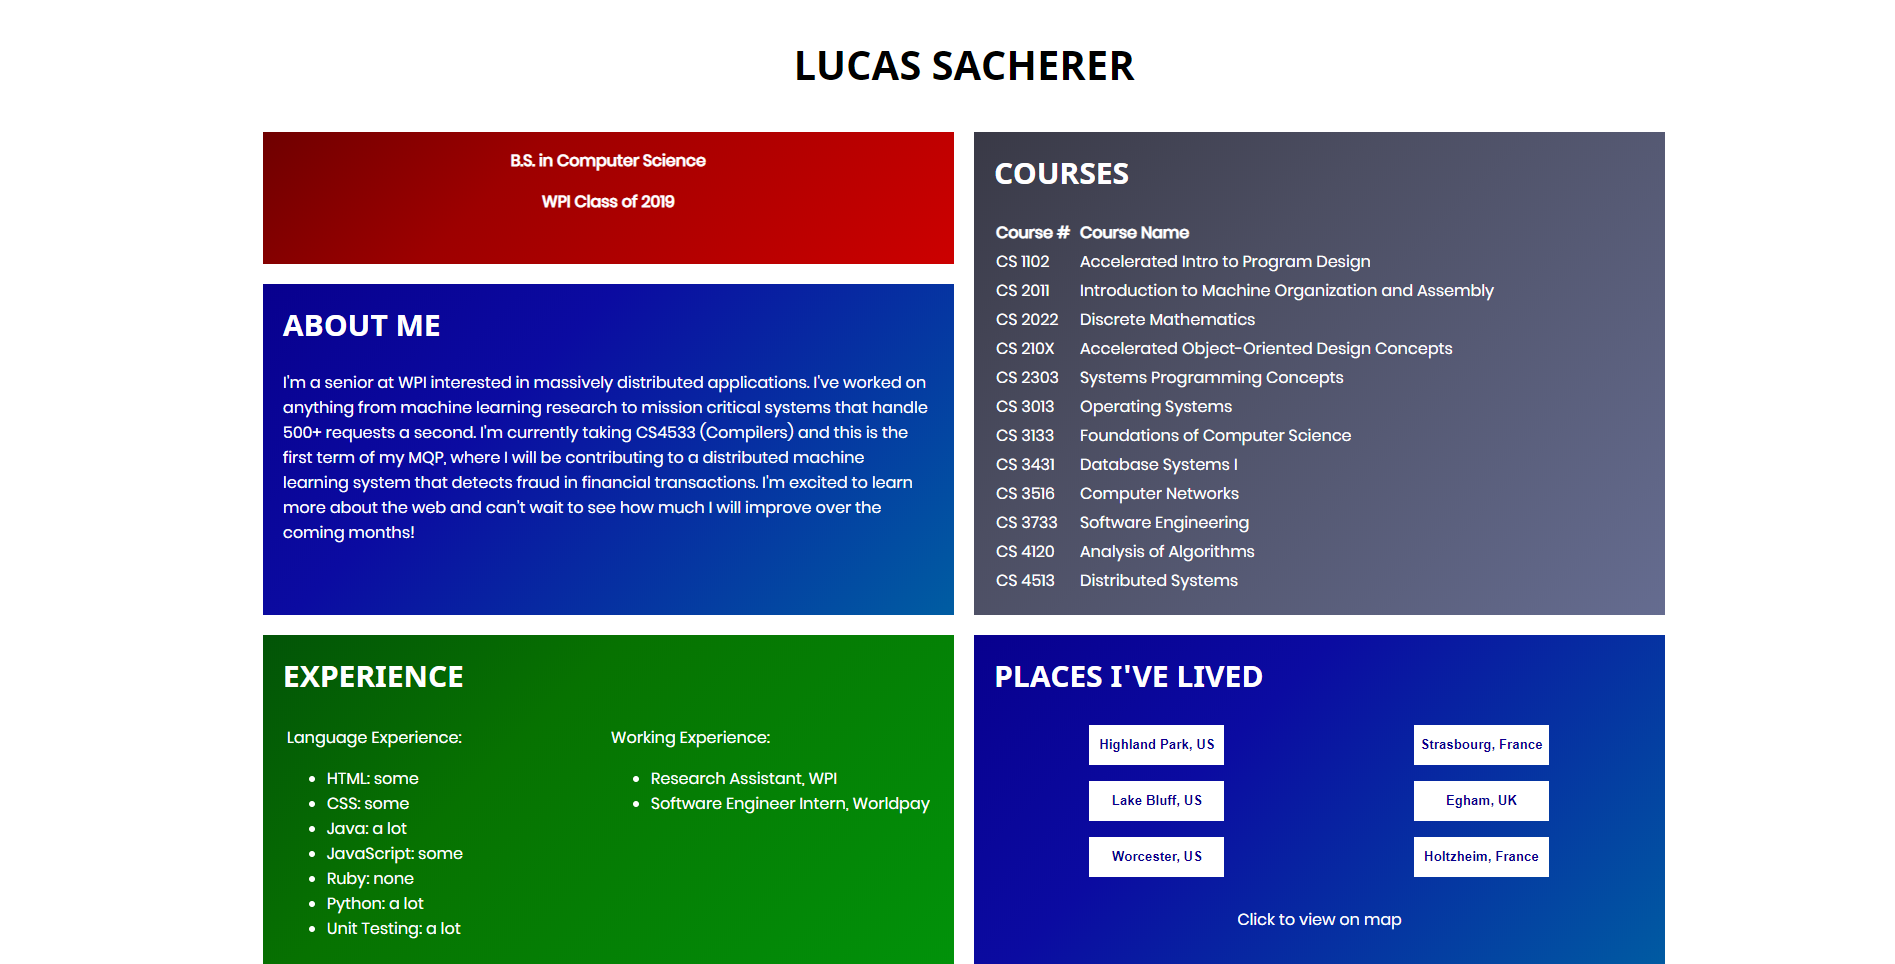 LUCAS SACHERER
B.S. in Computer Science
WPI Class of 2019
ABOUT ME
I'm a senior at WPI interested in massively distributed applications. I've worked on
anything from machine learning research to mission critical systems that handle
500+ requests a second. I'm currently taking CS4533 (Compilers) and this is the
first term of my MQP, where I will be contributing to a distributed machine
learning system that detects fraud in financial transactions. I'm excited to learn
more about the web and can't wait to see how much I will improve over the
coming months!
COURSES
Course # Course Name
CS 1102 Accelerated Intro to Program Design
CS 2011 Introduction to Machine Organization and Assembly
CS 2022 Discrete Mathematics
CS 210X Accelerated Object-Oriented Design Concepts
CS 2303 Systems Programming Concepts
CS 3013 Operating Systems
CS 3133 Foundations of Computer Science
CS 3431 Database Systems I
CS 3516 Computer Networks
CS 3733 Software Engineering
CS 4120 Analysis of Algorithms
CS 4513 Distributed Systems
EXPERIENCE
Language Experience:
HTML: some
CSS: some
Java: a lot
JavaScript: some
Ruby: none
Python: a lot
Unit Testing: a lot
Working Experience:
Research Assistant, WPI
Software Engineer Intern, Worldpay
PLACES I'VE LIVED
Highland Park, US
Strasbourg, France
Lake Bluff, US
Egham, UK
Worcester, US
Holtzheim, France
Click to view on map